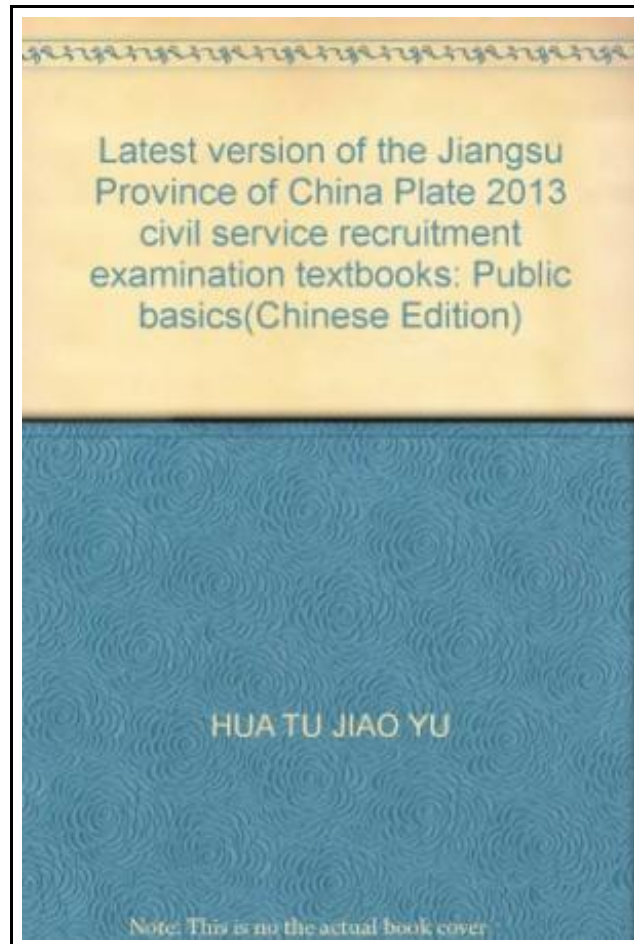 Latest version of the Jiangsu
Province of China Plate 2013
civil service recruitment
examination textbooks: Public
basics(Chinese Edition)
HUA TU JIAO YU
Note: This is no the actual book cover